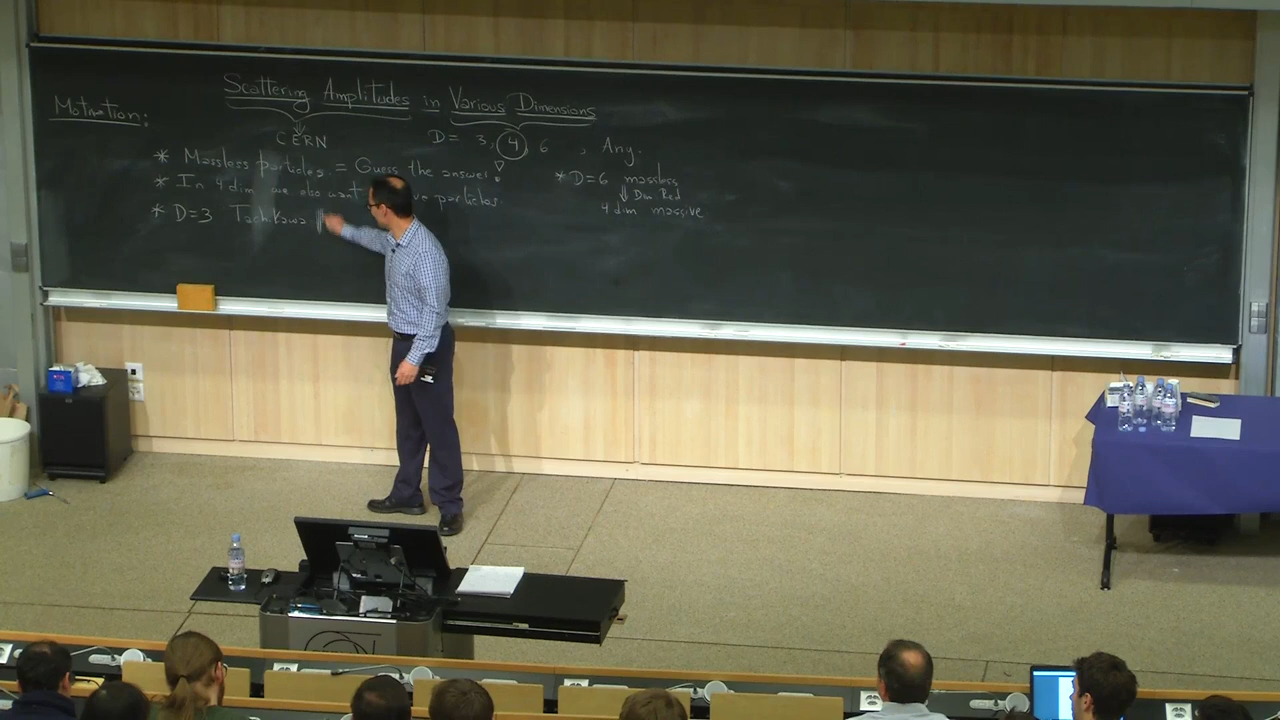 Scattering Amplitudes in Various Dimensions
Motivation:
CERN
D= 3, 4, 6 , Any.
* Massless particles. = Guess the answer!
* In 4 dim we also want particles
* D=3 Tachikawa
* D=6 massless
⇓ Dim Red
4 dim massive